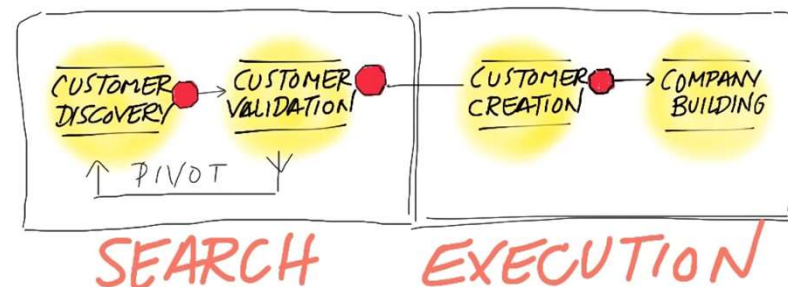 CUSTOMER
DISCOVERY
CUSTOMER
VALIDATION
CUSTOMER
CREATION
COMPANY
BUILDING
PIVOT
SEARCH
EXECUTION